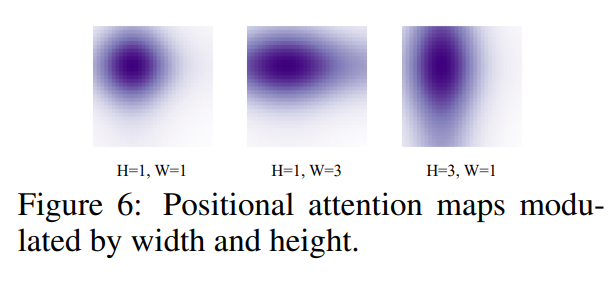 H=1, W=1
H=1, W=3
H=3, W=1
Figure 6: Positional attention maps modu-
lated by width and height.